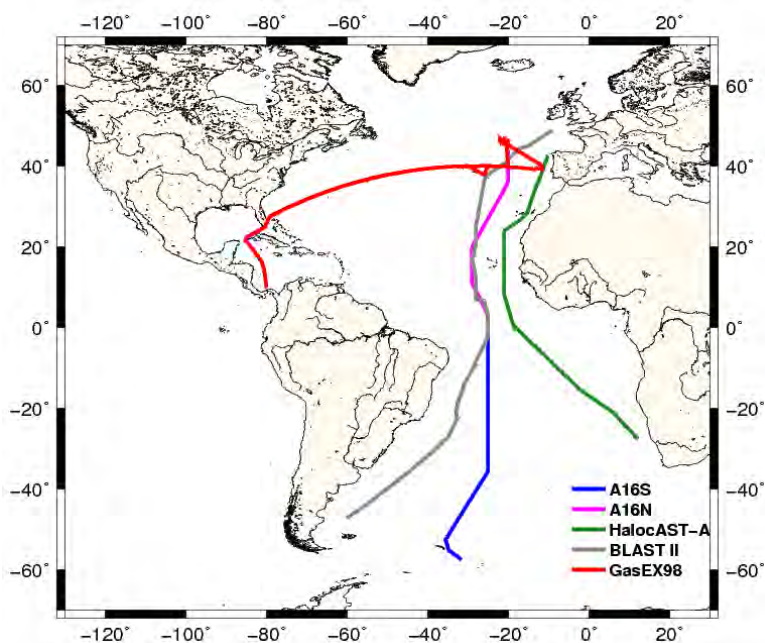 −120° −100° −80° −60° −40° −20° 0° 20°
60° 60°
40° 40°
20° 20°
0° 0°
−20° −20°
−40° −40°
−60° −60°
A16S
A16N
HalocAST−A
BLAST II
GasEX98
−120° −100° −80° −60° −40° −20° 0° 20°